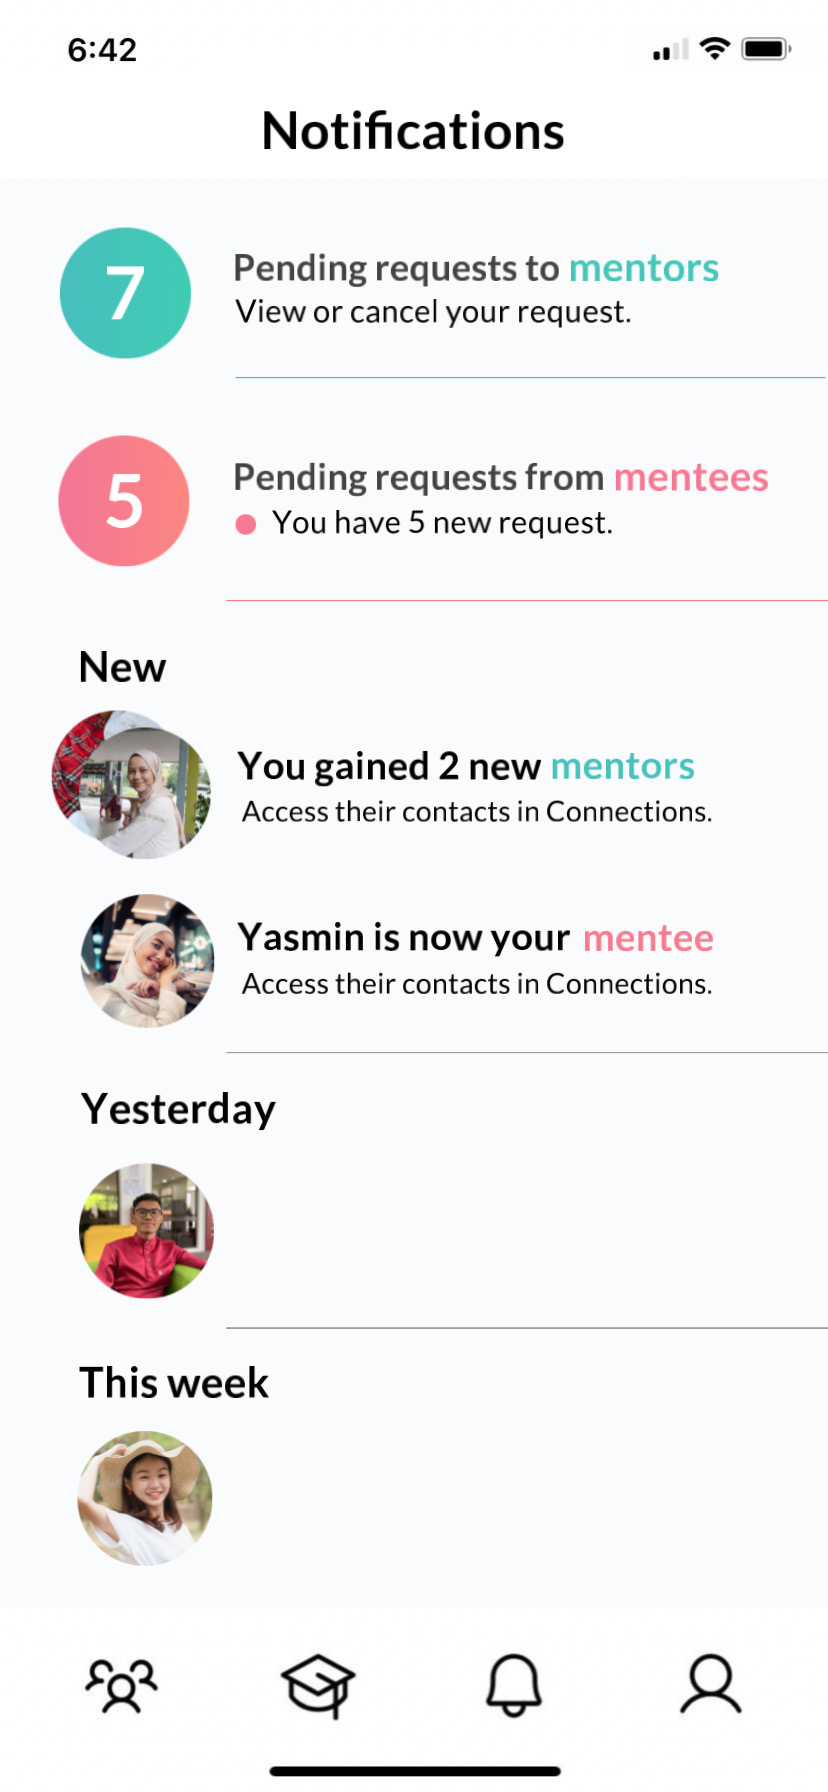 6:42
Notifications
7
Pending requests to mentors
View or cancel your request.
5
Pending requests from mentees
You have 5 new request.
New
You gained 2 new mentors
Access their contacts in Connections.
Yasmin is now your mentee
Access their contacts in Connections.
Yesterday
This week